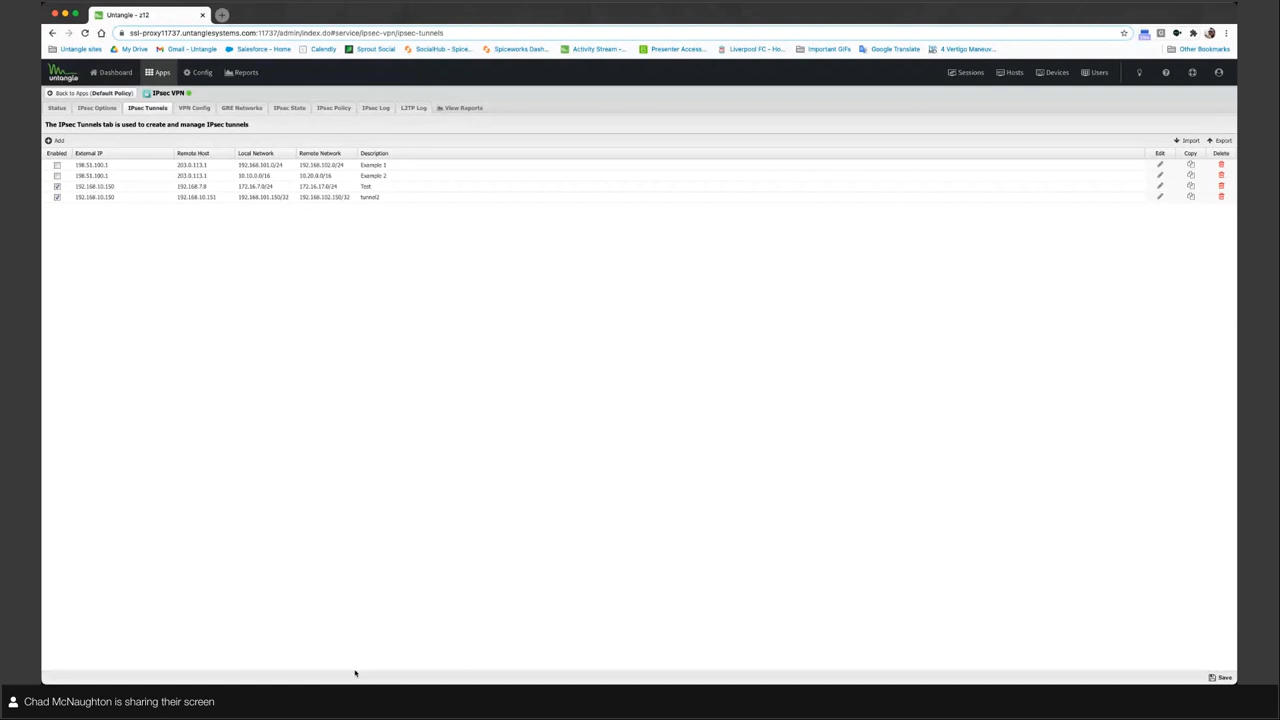 Untangle - z12
ssl-proxy11737.untanglesystems.com:11737/admin/index.do#service/ipsec-vpn/ipsec-tunnels
Untangle sites My Drive Gmail - Untangle Salesforce - Home Calendly Sprout Social SocialHub - Spice... Spiceworks Dash... Activity Stream -... Presenter Access... Liverpool FC - Ho... Important GIFs Google Translate 4 Vertigo Maneuv... Other Bookmarks
untangle Dashboard Apps Config Reports Sessions Hosts Devices Users
Back to Apps (Default Policy) IPsec VPN
Status IPsec Options IPsec Tunnels VPN Config GRE Networks IPsec State IPsec Policy IPsec Log L2TP Log View Reports
The IPsec Tunnels tab is used to create and manage IPsec tunnels
Add Import Export
Enabled External IP Remote Host Local Network Remote Network Description Edit Copy Delete
198.51.100.1 203.0.113.1 192.168.101.0/24 192.168.102.0/24 Example 1
198.51.100.1 203.0.113.1 10.10.0.0/16 10.20.0.0/16 Example 2
192.168.10.150 192.168.7.8 172.16.7.0/24 172.16.17.0/24 Test
192.168.10.150 192.168.10.151 192.168.101.150/32 192.168.102.150/32 tunnel2
Save
Chad McNaughton is sharing their screen